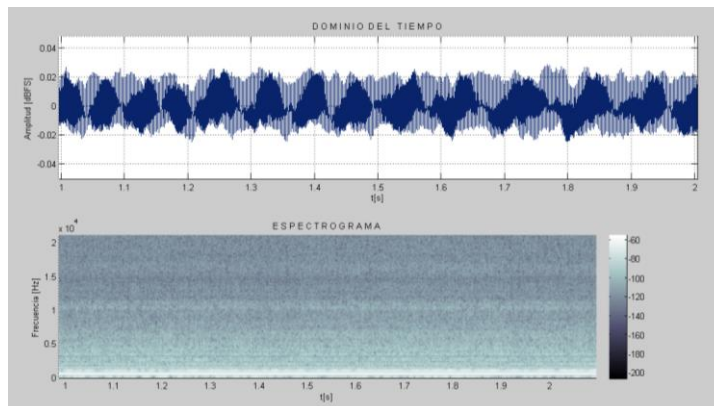 DOMINIO DEL TIEMPO
0.04
0.02
0
-0.02
-0.04
Amplitud [dBFS]
1 1.1 1.2 1.3 1.4 1.5 1.6 1.7 1.8 1.9 2
t[s]
ESPECTROGRAMA
x 10^4
2
1.5
1
0.5
0
Frecuencia [Hz]
1 1.1 1.2 1.3 1.4 1.5 1.6 1.7 1.8 1.9 2
t[s]
-60
-80
-100
-120
-140
-160
-180
-200